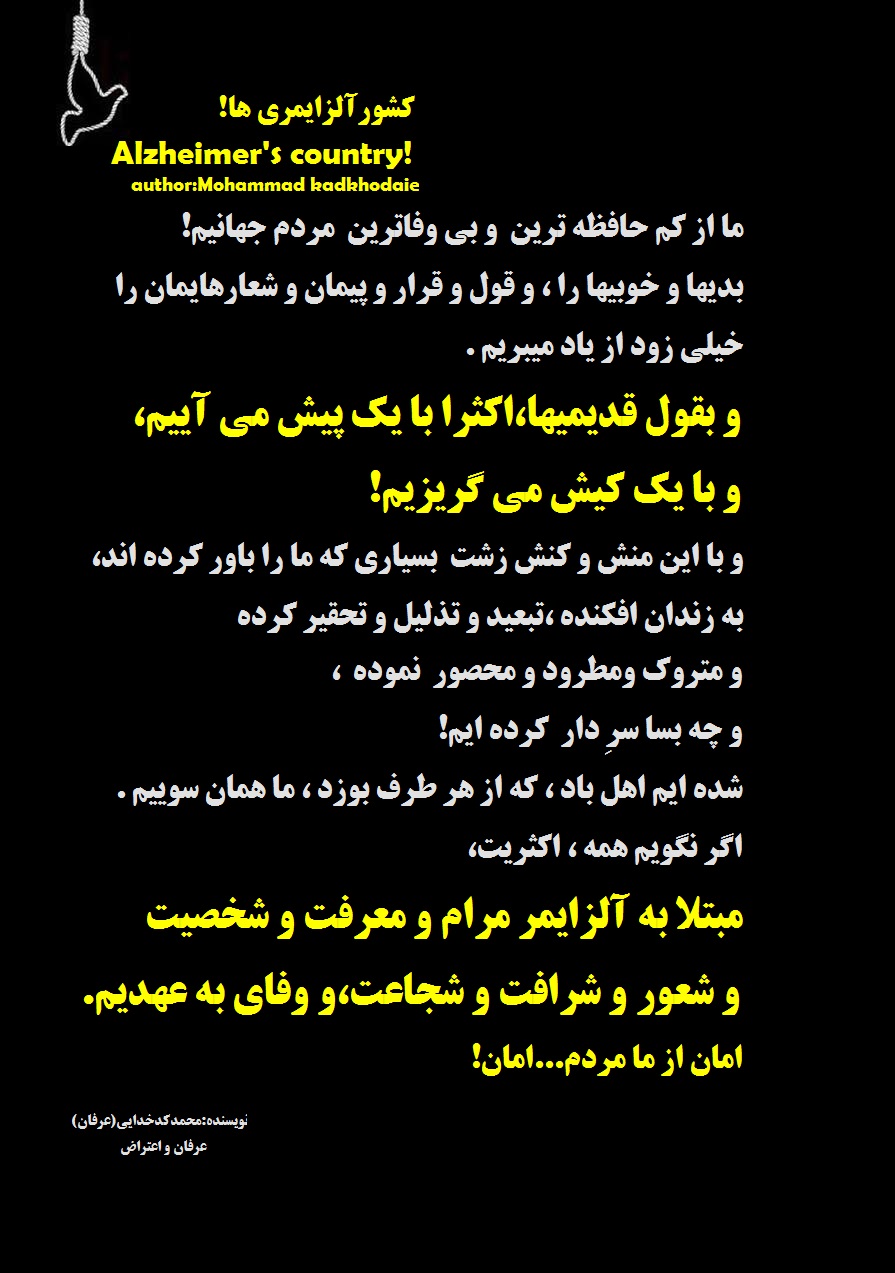 کشورآلزایمری ها!
Alzheimer's country!
author:Mohammad kadkhodaie
ما از کم حافظه ترین و بی وفاترین مردم جهانیم!
بدیها و خوبیها را ، و قول و قرار و پیمان و شعارهایمان را
خیلی زود از یاد میبریم .
و بقول قدیمیها،اکثرا با یک پیش می آییم،
و با یک کیش می گریزیم!
و با این منش و کنش زشت بسیاری که ما را باور کرده اند،
به زندان افکنده ،تبعید و تذلیل و تحقیر کرده
و متروک ومطرود و محصور نموده ،
و چه بسا سرِ دار کرده ایم!
شده ایم اهل باد ، که از هر طرف بوزد ، ما همان سوییم .
اگر نگویم همه ، اکثریت،
مبتلا به آلزایمر مرام و معرفت و شخصیت
و شعور و شرافت و شجاعت،و وفای به عهدیم.
امان از ما مردم...امان!
نویسنده:محمدکدخدایی(عرفان)
عرفان و اعتراض